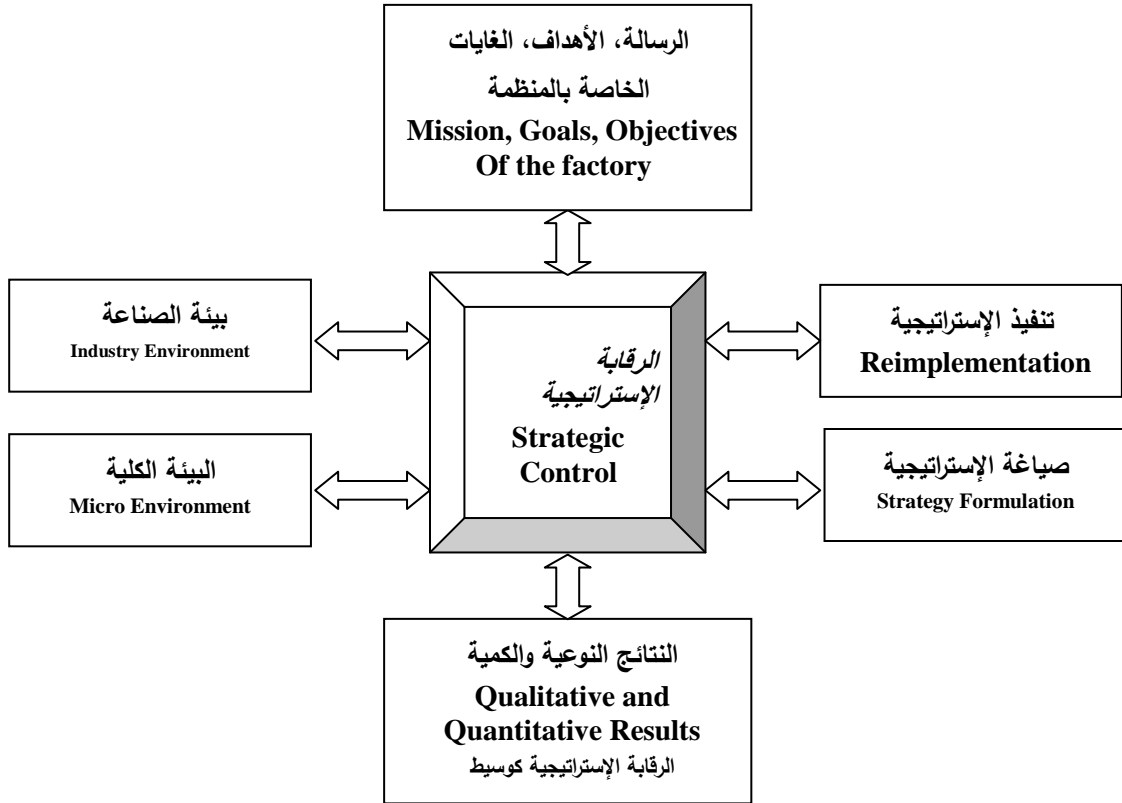 الرسالة، الأهداف، الغايات
الخاصة بالمنظمة
Mission, Goals, Objectives
Of the factory
بيئة الصناعة
Industry Environment
الرقابة
الإستراتيجية
Strategic
Control
تنفيذ الإستراتيجية
Reimplementation
البيئة الكلية
Micro Environment
صياغة الإستراتيجية
Strategy Formulation
النتائج النوعية والكمية
Qualitative and
Quantitative Results
الرقابة الإستراتيجية كوسيط